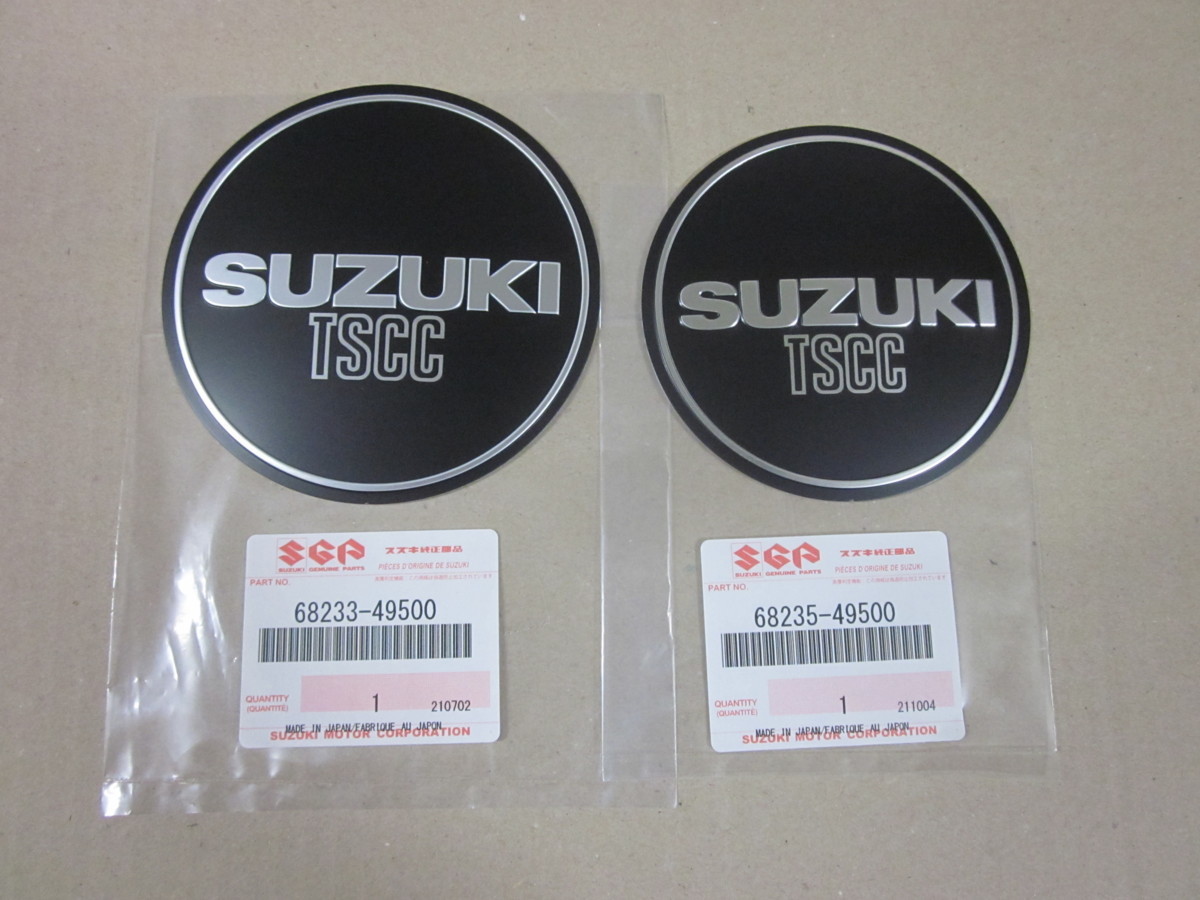 SUZUKI
TSCC
SUZUKI
TSCC
SGP
SUZUKI GENUINE PARTS
スズキ純正部品
PIÈCES D'ORIGINE DE SUZUKI
PART NO.
68233-49500
QUANTITY
(QUANTITÉ)
1
210702
MADE IN JAPAN/FABRIQUE AU JAPON
SUZUKI MOTOR CORPORATION
SGP
SUZUKI GENUINE PARTS
スズキ純正部品
PIÈCES D'ORIGINE DE SUZUKI
PART NO.
68235-49500
QUANTITY
(QUANTITÉ)
1
211004
MADE IN JAPAN/FABRIQUE AU JAPON
SUZUKI MOTOR CORPORATION